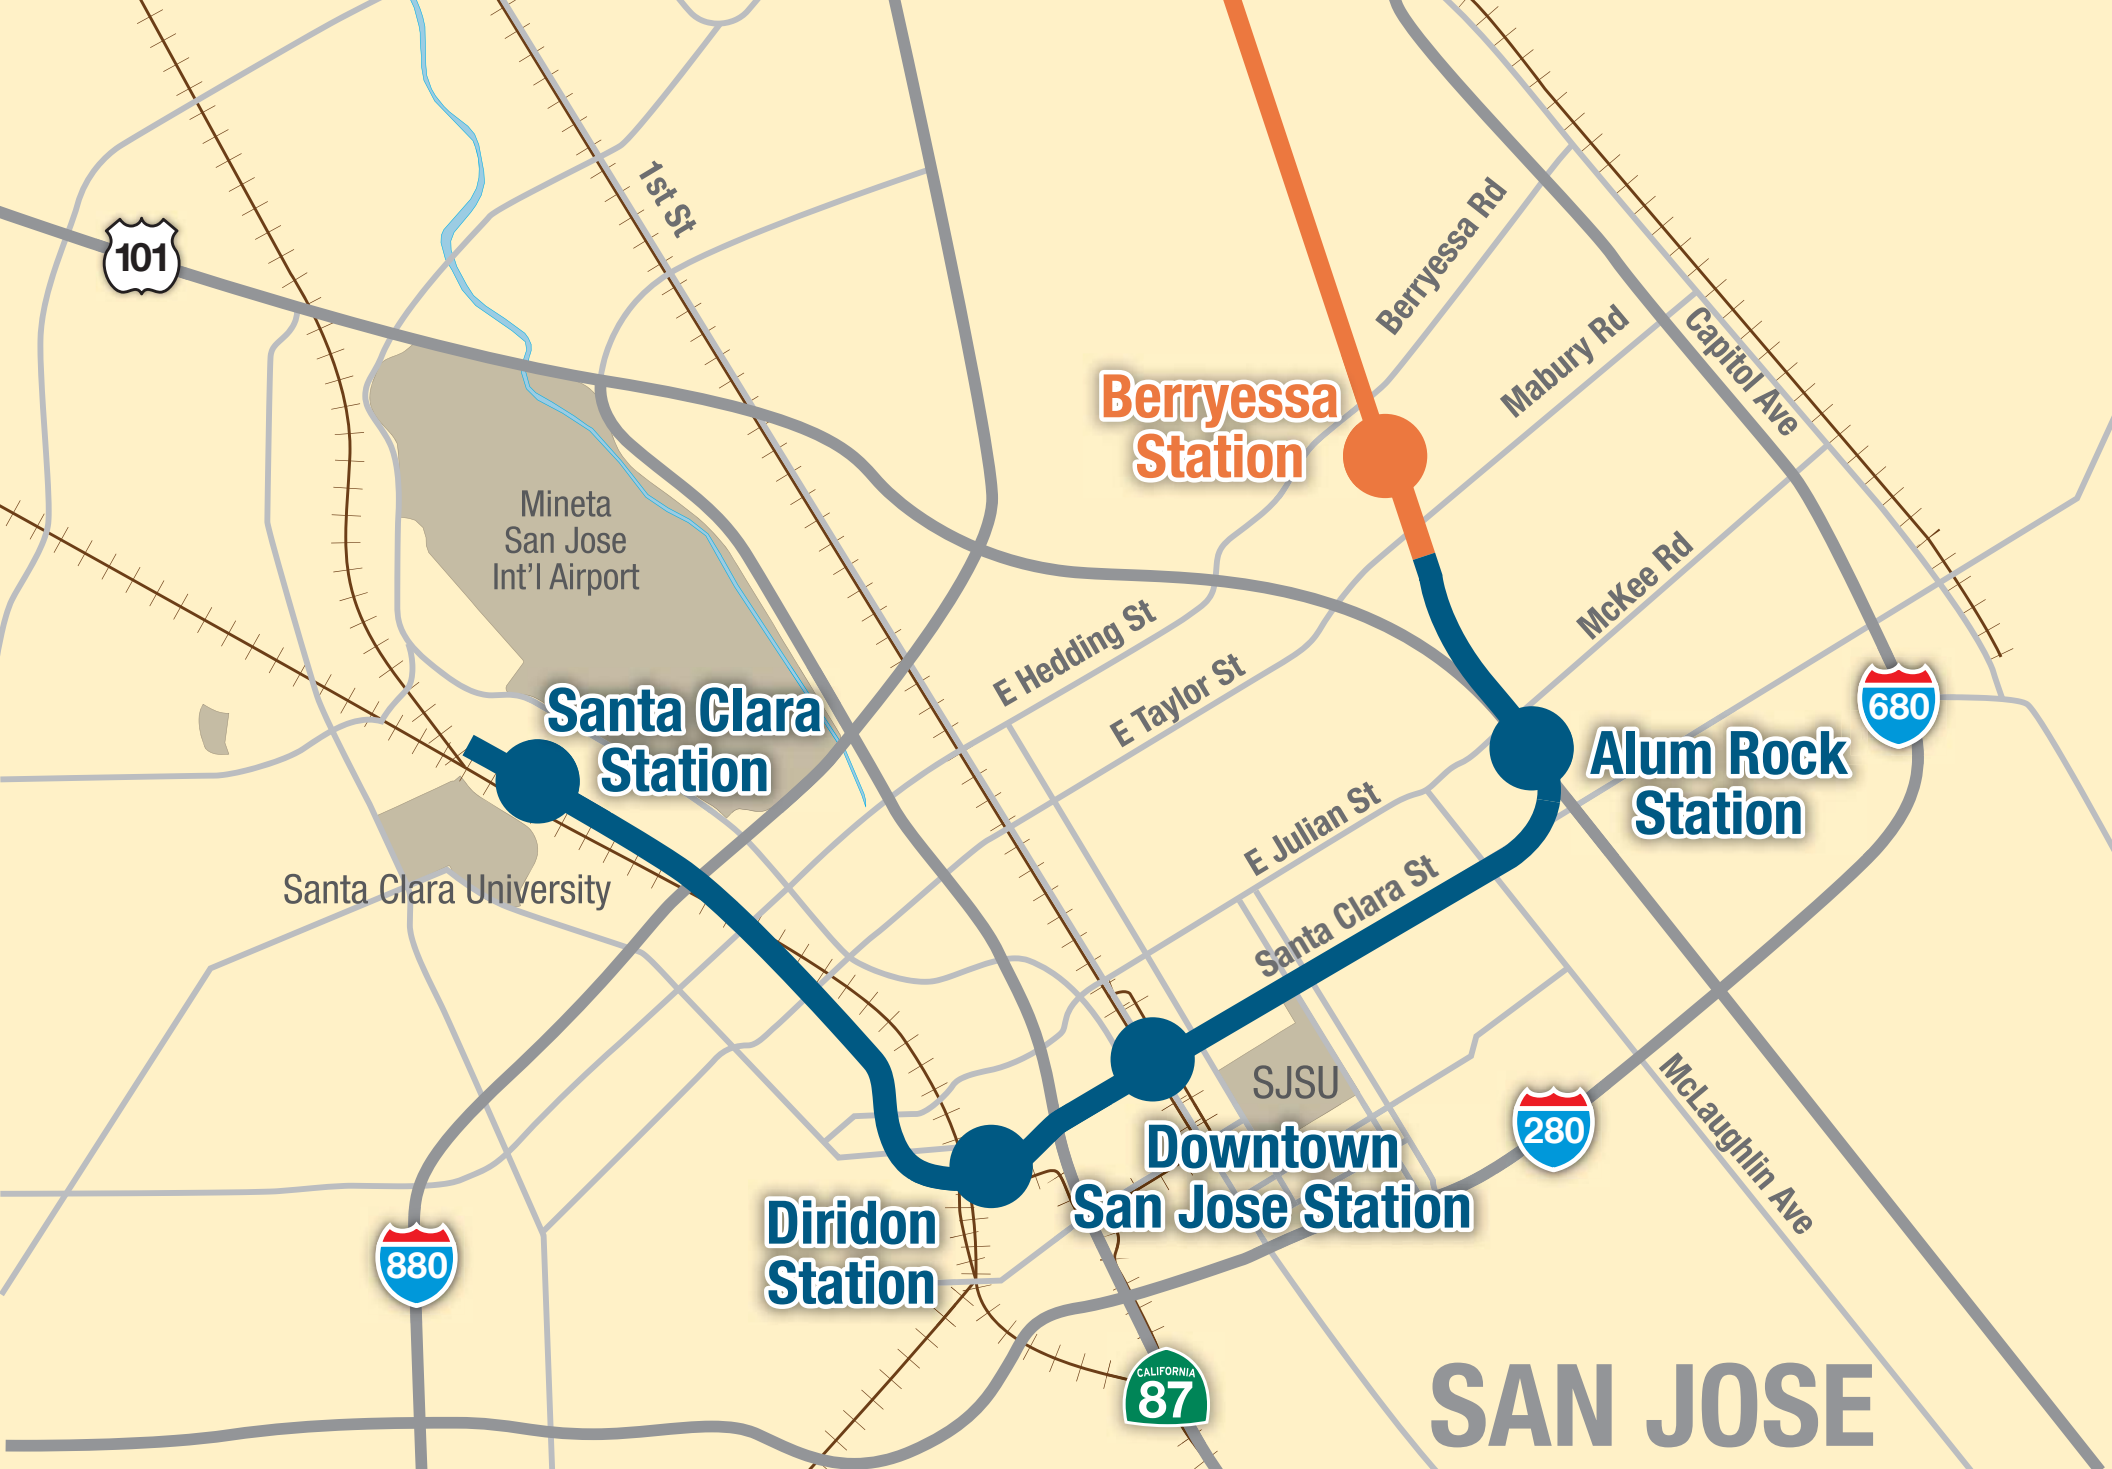 1st St
Berryessa Rd
101
Mabury Rd
Capitol Ave
Berryessa
Station
Mineta
San Jose
Int'l Airport
McKee Rd
E Hedding St
E Taylor St
Santa Clara
Station
680
Alum Rock
Station
E Julian St
Santa Clara University
Santa Clara St
SJSU
McLaughlin Ave
280
Downtown
San Jose Station
Diridon
Station
880
CALIFORNIA
87
SAN JOSE